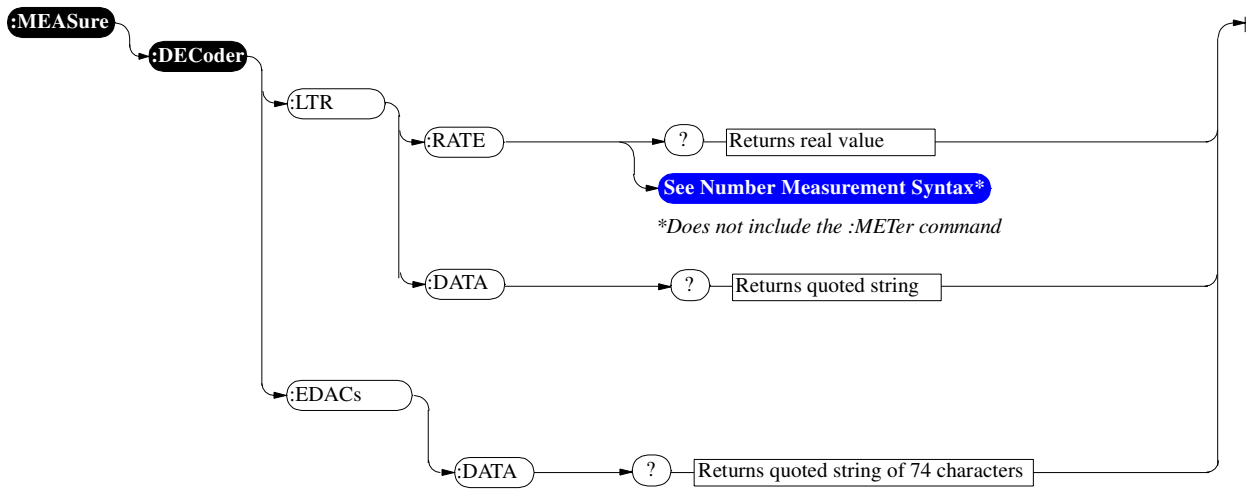 :MEASure
:DECoder
:LTR
:RATE
?
Returns real value
See Number Measurement Syntax*
*Does not include the :METer command
:DATA
?
Returns quoted string
:EDACs
:DATA
?
Returns quoted string of 74 characters